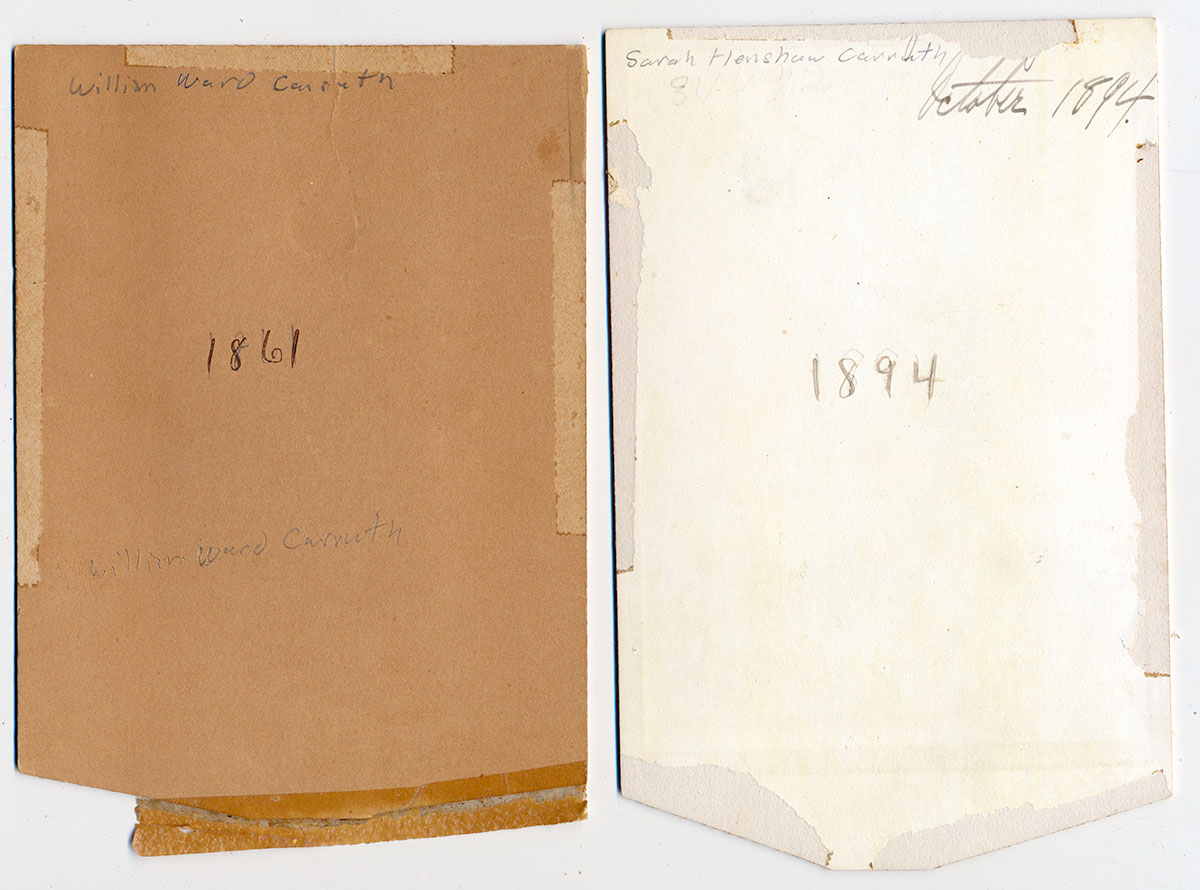 William Ward Carruth
1861
William Ward Carruth
Sarah Henshaw Carruth
October 1894.
1894